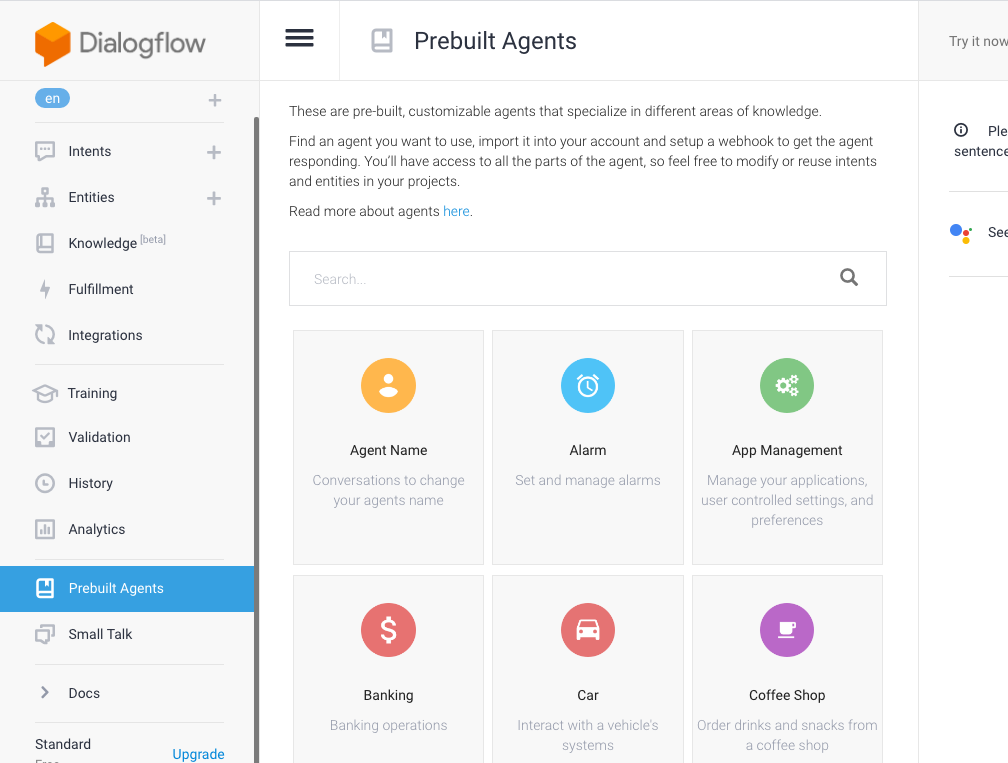 Dialogflow
en
Intents
Entities
Knowledge [beta]
Fulfillment
Integrations
Training
Validation
History
Analytics
Prebuilt Agents
Small Talk
Docs
Standard
Upgrade
Prebuilt Agents
These are pre-built, customizable agents that specialize in different areas of knowledge.
Find an agent you want to use, import it into your account and setup a webhook to get the agent
responding. You'll have access to all the parts of the agent, so feel free to modify or reuse intents
and entities in your projects.
Read more about agents here.
Search...
Agent Name
Conversations to change
your agents name
Alarm
Set and manage alarms
App Management
Manage your applications,
user controlled settings, and
preferences
Banking
Banking operations
Car
Interact with a vehicle's
systems
Coffee Shop
Order drinks and snacks from
a coffee shop
Try it now
Ple
sentence
See